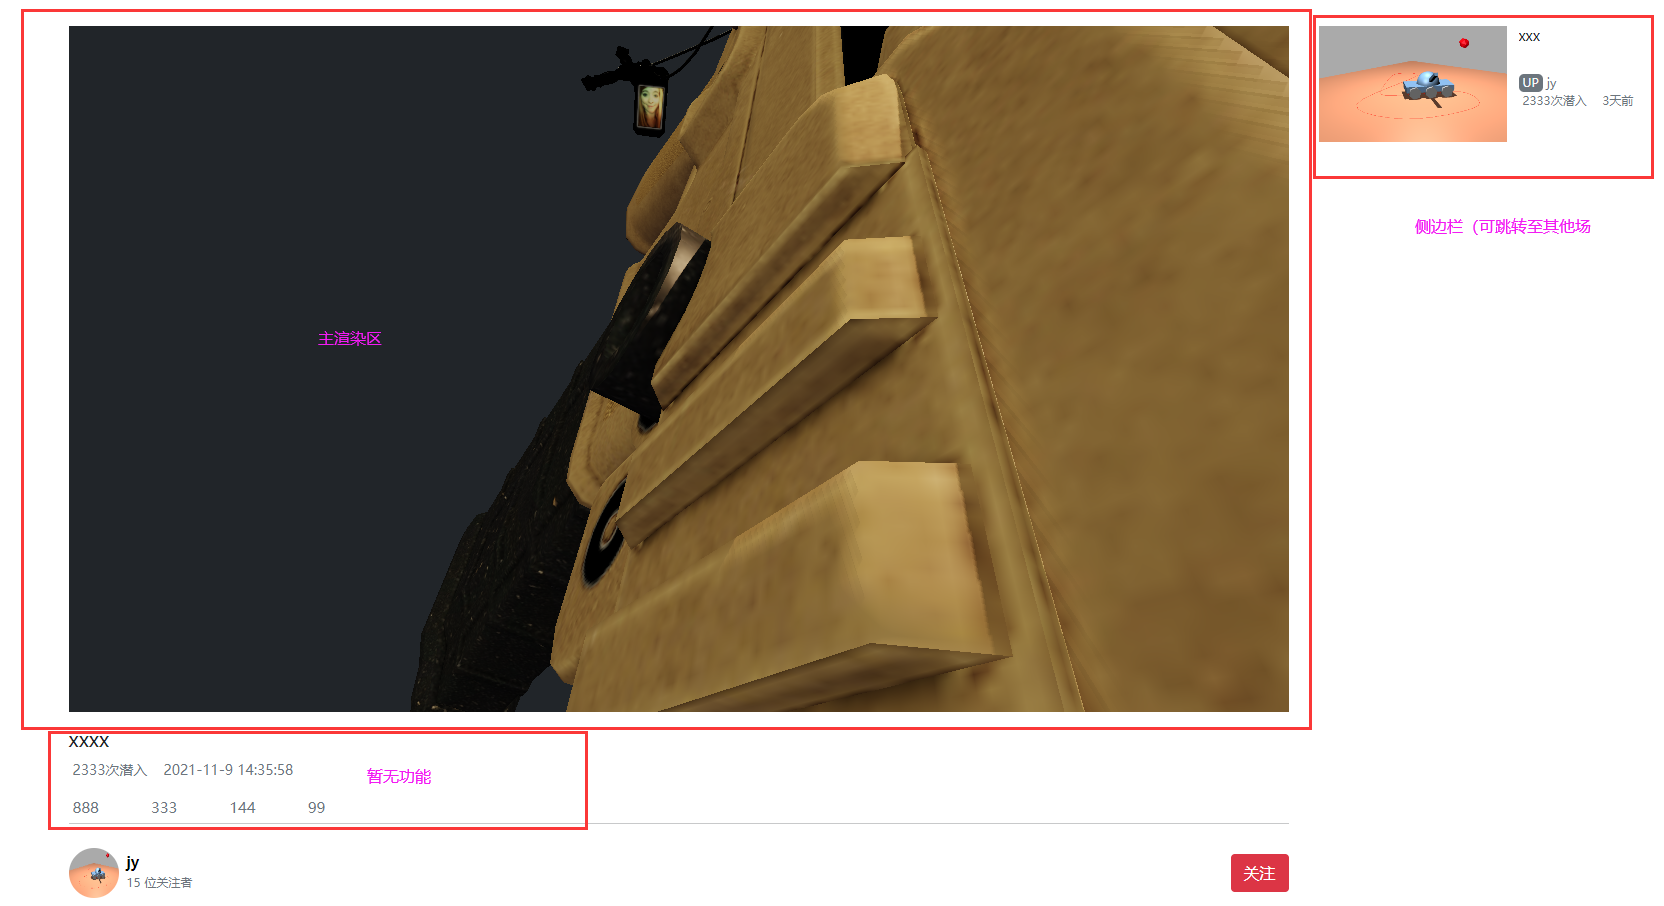 xxx
UP jy
2333次潜入 3天前
侧边栏（可跳转至其他场
主渲染区
xxxx
2333次潜入 2021-11-9 14:35:58
暂无功能
888 333 144 99
jy
15 位关注者
关注